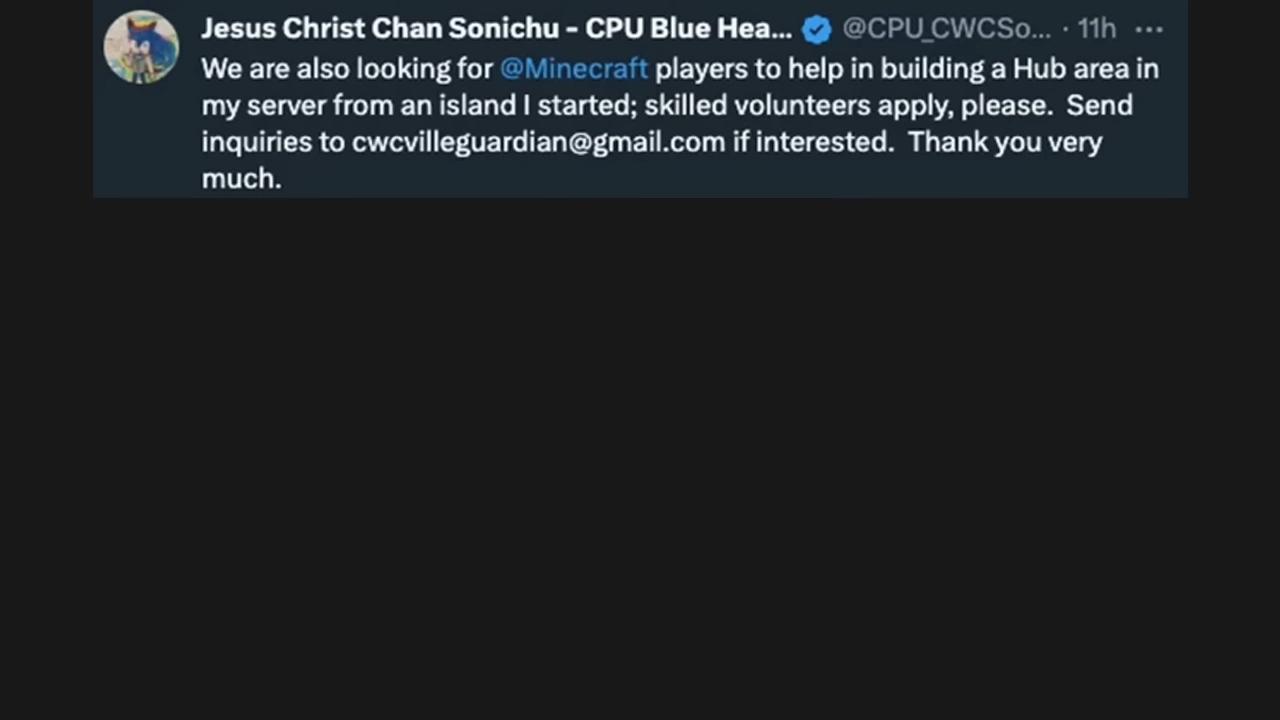 Jesus Christ Chan Sonichu - CPU Blue Hea... @CPU_CWCSo... · 11h ...
We are also looking for @Minecraft players to help in building a Hub area in
my server from an island I started; skilled volunteers apply, please.  Send
inquiries to cwcvilleguardian@gmail.com if interested.  Thank you very
much.